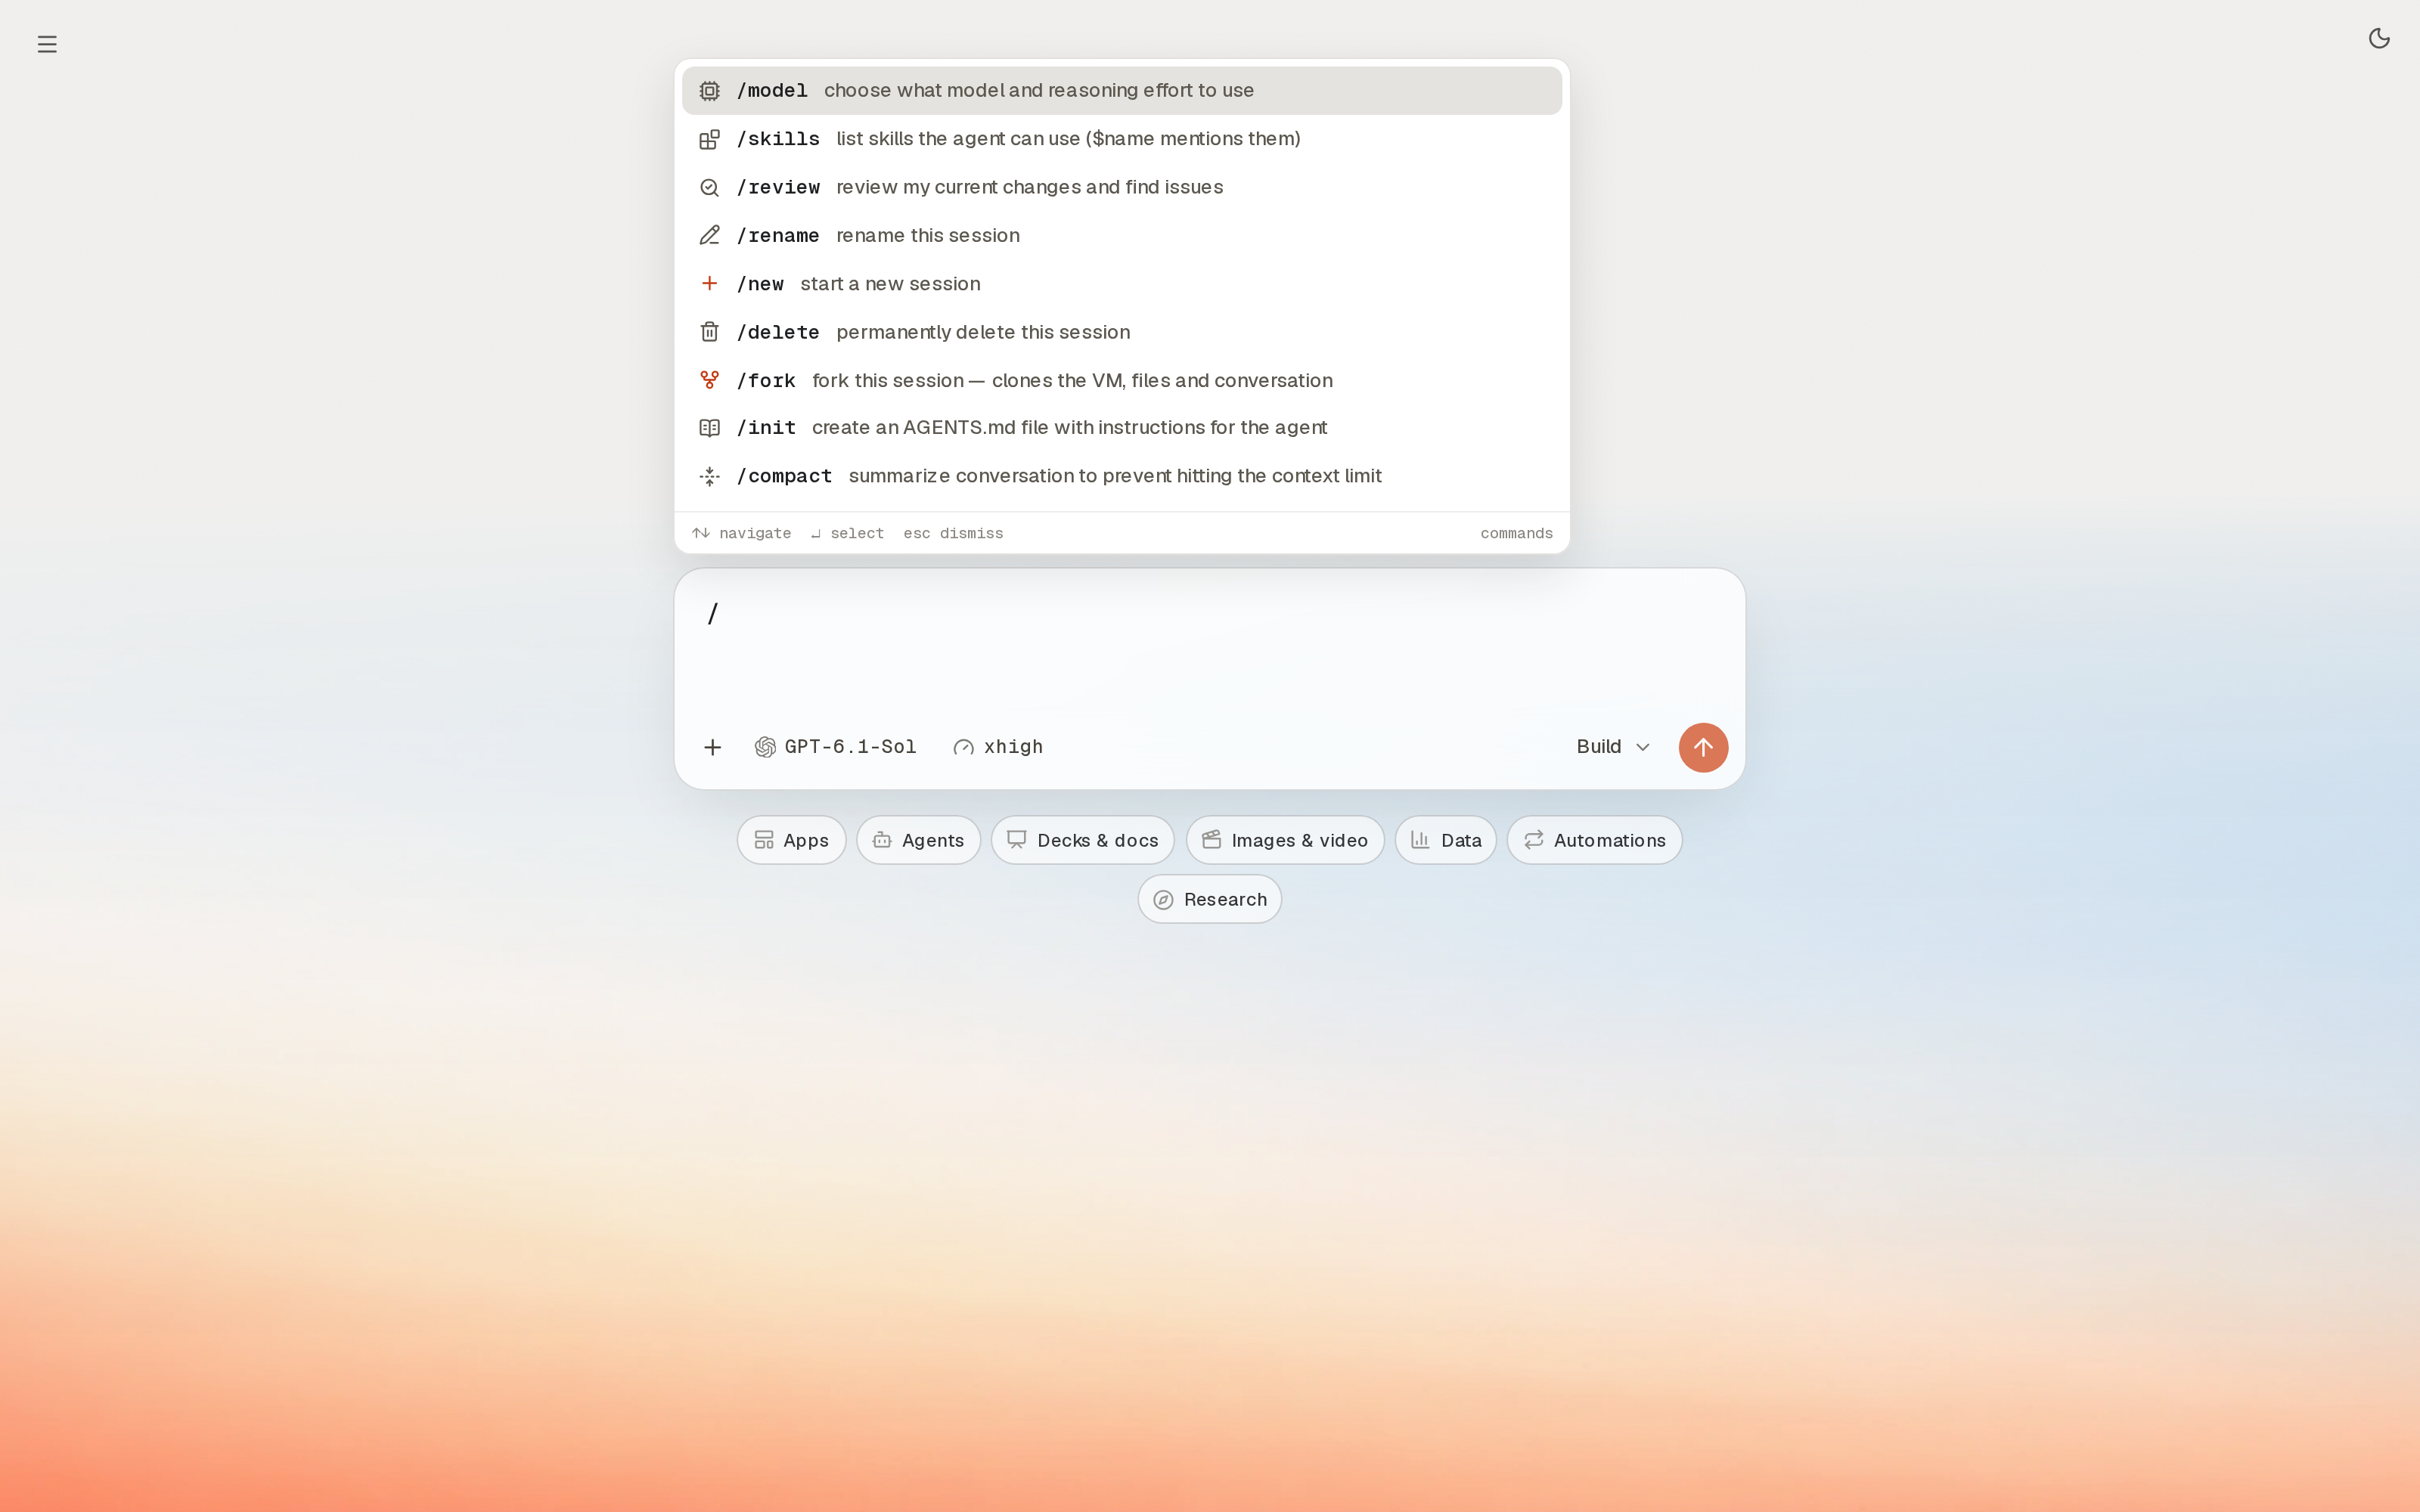 /model choose what model and reasoning effort to use
/skills list skills the agent can use ($name mentions them)
/review review my current changes and find issues
/rename rename this session
/new start a new session
/delete permanently delete this session
/fork fork this session — clones the VM, files and conversation
/init create an AGENTS.md file with instructions for the agent
/compact summarize conversation to prevent hitting the context limit
↑↓ navigate ↵ select esc dismiss commands
/
GPT-6.1-Sol xhigh Build
Apps Agents Decks & docs Images & video Data Automations
Research